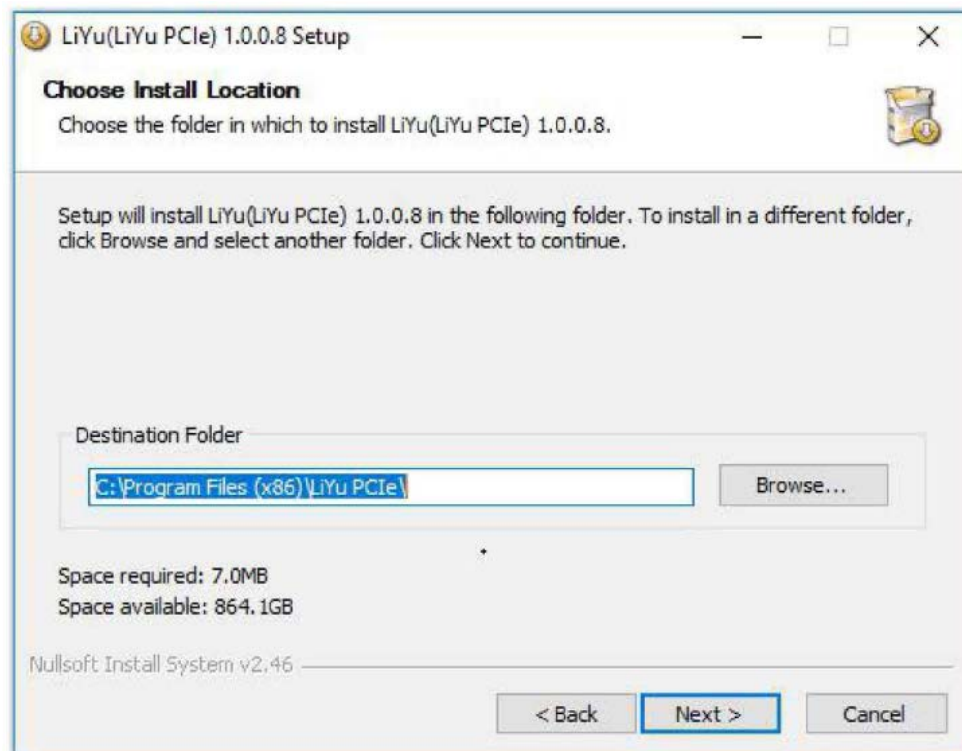 LiYu(LiYu PCIe) 1.0.0.8 Setup
Choose Install Location
Choose the folder in which to install LiYu(LiYu PCIe) 1.0.0.8.
Setup will install LiYu(LiYu PCIe) 1.0.0.8 in the following folder. To install in a different folder,
click Browse and select another folder. Click Next to continue.
Destination Folder
C:\Program Files (x86)\LiYu PCIe\
Browse...
Space required: 7.0MB
Space available: 864.1GB
Nullsoft Install System v2.46
< Back
Next >
Cancel